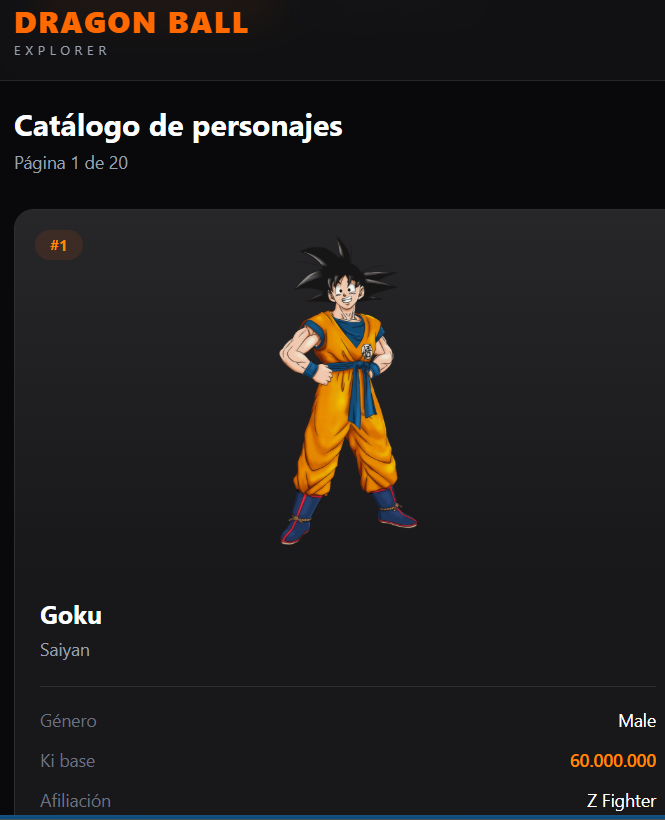 DRAGON BALL
EXPLORER
Catálogo de personajes
Página 1 de 20
#1
Goku
Saiyan
Género Male
Ki base 60.000.000
Afiliación Z Fighter